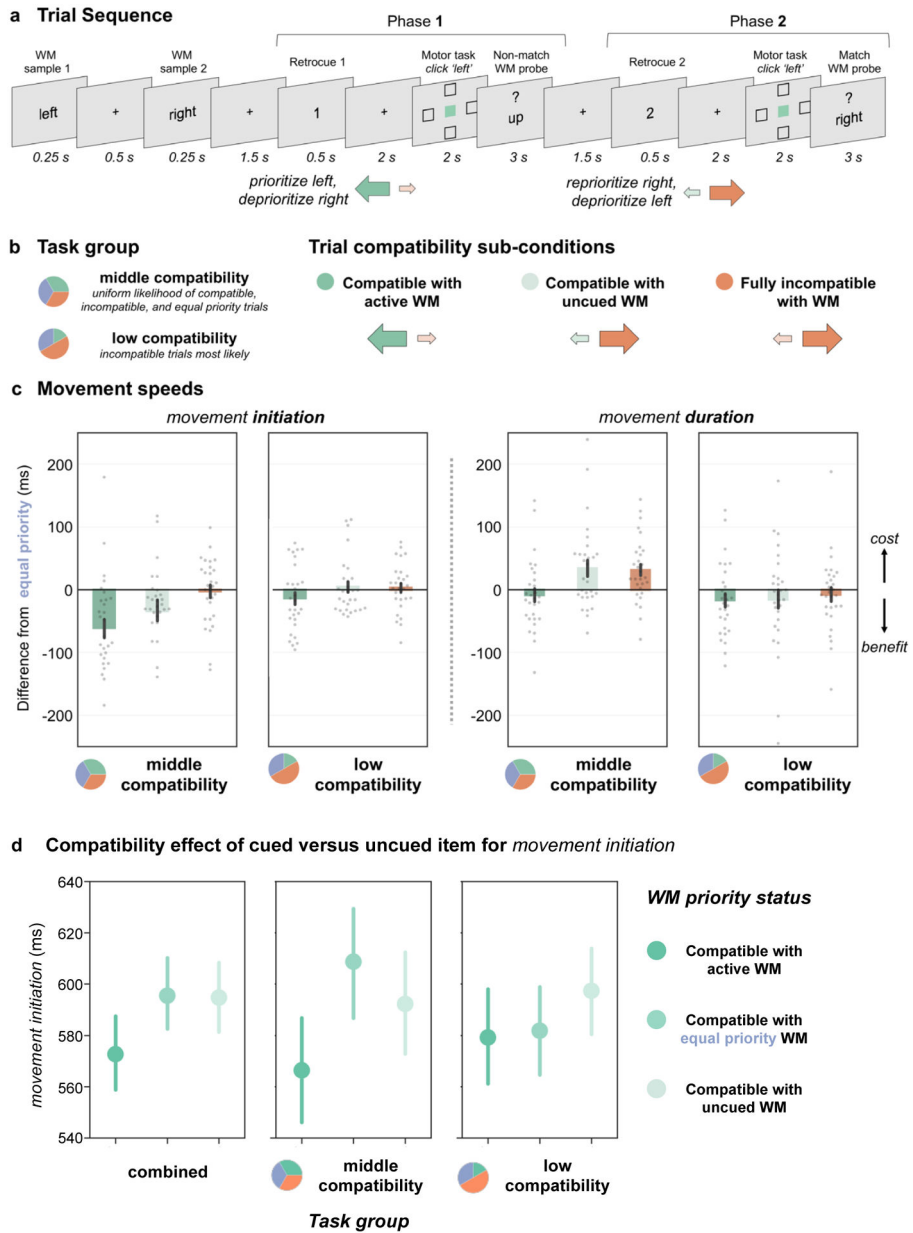 a Trial Sequence
Phase 1
Phase 2
WM
sample 1
WM
sample 2
Retrocue 1
Motor task
click ‘left’
Non-match
WM probe
Retrocue 2
Motor task
click ‘left’
Match
WM probe
left
+
right
+
1
+
?
up
+
2
+
?
right
0.25 s
0.5 s
0.25 s
1.5 s
0.5 s
2 s
2 s
3 s
1.5 s
0.5 s
2 s
2 s
3 s
prioritize left,
deprioritize right
reprioritize right,
deprioritize left
b Task group
middle compatibility
uniform likelihood of compatible,
incompatible, and equal priority trials
low compatibility
incompatible trials most likely
Trial compatibility sub-conditions
Compatible with
active WM
Compatible with
uncued WM
Fully incompatible
with WM
c Movement speeds
movement initiation
movement duration
Difference from equal priority (ms)
200
100
0
-100
-200
200
100
0
-100
-200
cost
benefit
middle
compatibility
low
compatibility
middle
compatibility
low
compatibility
d Compatibility effect of cued versus uncued item for movement initiation
movement initiation
(ms)
640
620
600
580
560
540
combined
middle
compatibility
low
compatibility
Task group
WM priority status
Compatible with
active WM
Compatible with
equal priority WM
Compatible with
uncued WM